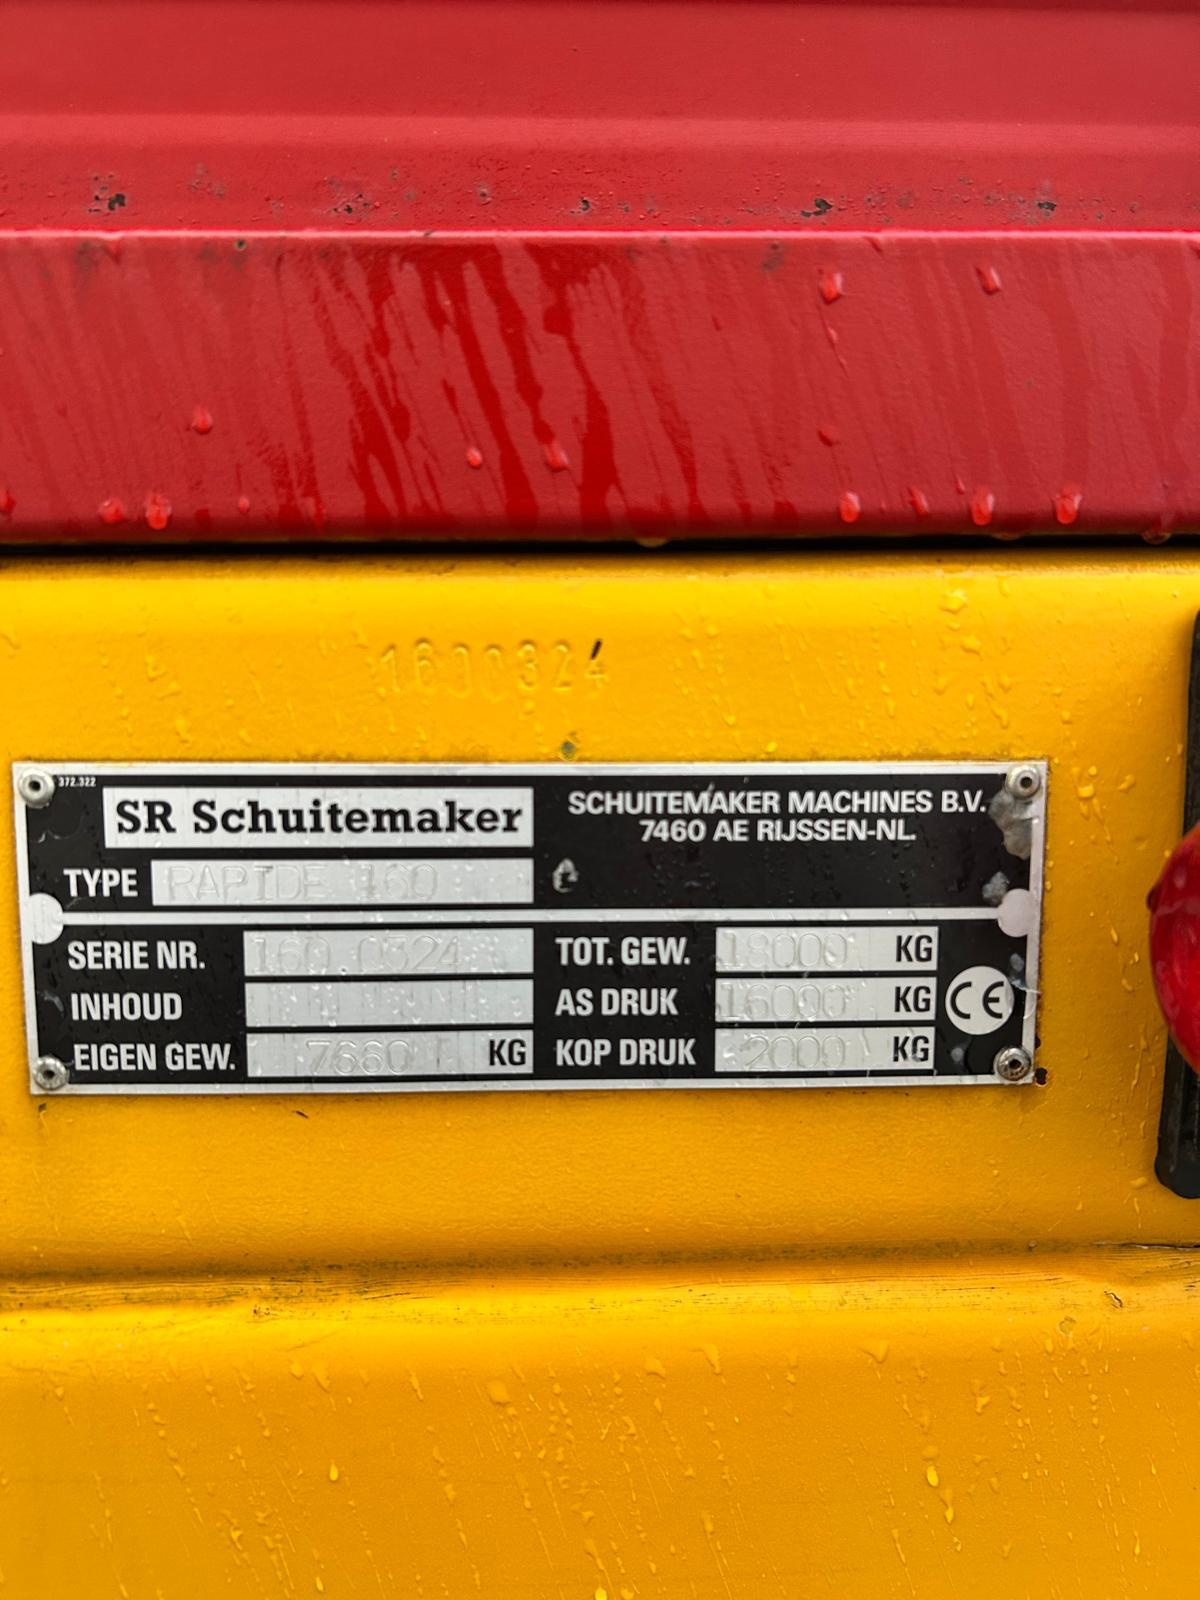 1600324
372.322
SR Schuitemaker
SCHUITEMAKER MACHINES B.V.
7460 AE RIJSSEN-NL.
TYPE RAPIDE 160
e
SERIE NR. 160 0324
TOT. GEW. 18000 KG
INHOUD
AS DRUK 16000 KG
CE
EIGEN GEW. 7660 KG
KOP DRUK 2000 KG